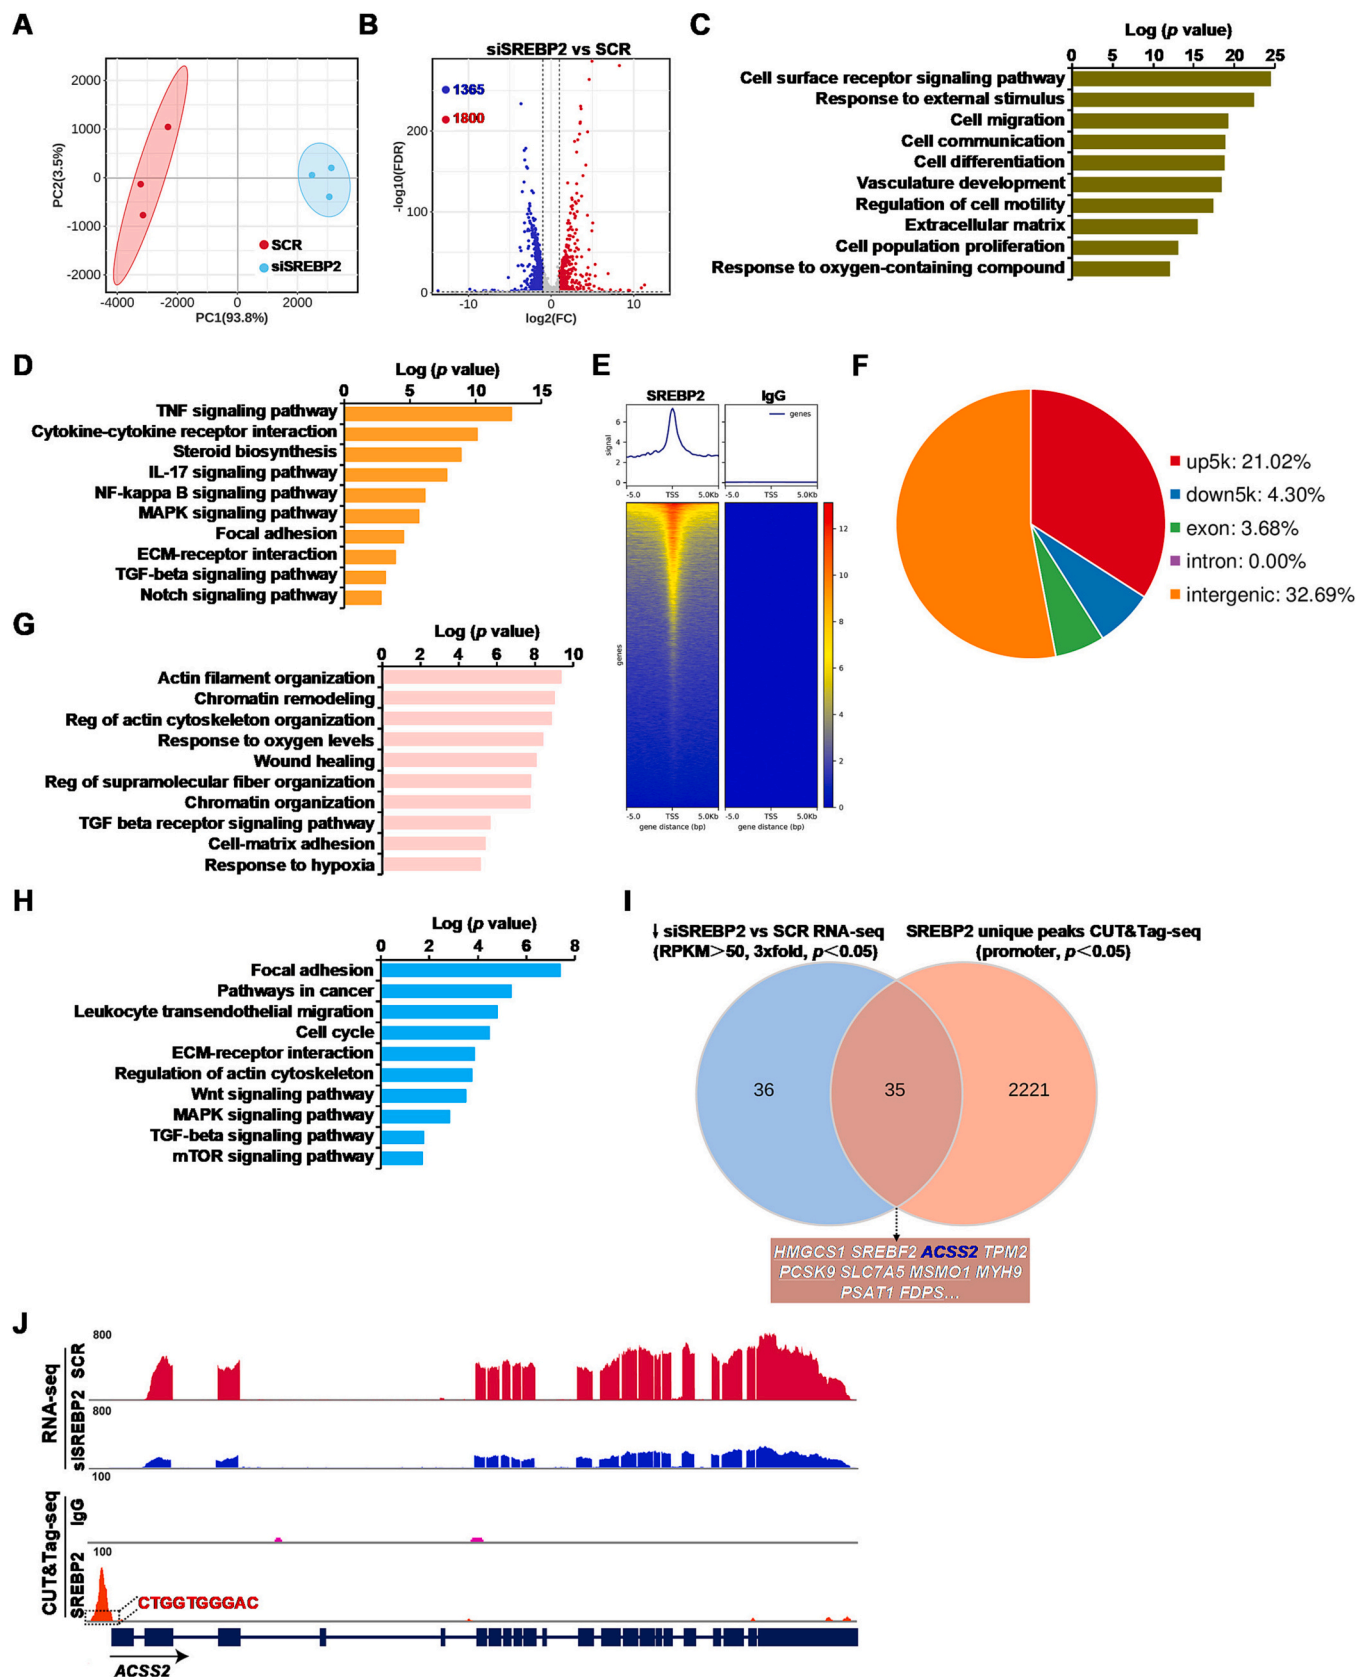 A
2000
1000
0
-1000
-2000
PC2(3.5%)
-4000 -2000 0 2000
PC1(93.8%)
SCR
siSREBP2
B
siSREBP2 vs SCR
1365
1800
200
100
0
-log10(FDR)
-10 0 10
log2(FC)
C
Log (p value)
0 5 10 15 20 25
Cell surface receptor signaling pathway
Response to external stimulus
Cell migration
Cell communication
Cell differentiation
Vasculature development
Regulation of cell motility
Extracellular matrix
Cell population proliferation
Response to oxygen-containing compound
D
Log (p value)
0 5 10 15
TNF signaling pathway
Cytokine-cytokine receptor interaction
Steroid biosynthesis
IL-17 signaling pathway
NF-kappa B signaling pathway
MAPK signaling pathway
Focal adhesion
ECM-receptor interaction
TGF-beta signaling pathway
Notch signaling pathway
E
SREBP2 IgG
genes
signal
6
4
2
0
-5.0 TSS 5.0Kb -5.0 TSS 5.0Kb
genes
12
10
8
6
4
2
0
-5.0 TSS 5.0Kb -5.0 TSS 5.0Kb
gene distance (bp) gene distance (bp)
F
up5k: 21.02%
down5k: 4.30%
exon: 3.68%
intron: 0.00%
intergenic: 32.69%
G
Log (p value)
0 2 4 6 8 10
Actin filament organization
Chromatin remodeling
Reg of actin cytoskeleton organization
Response to oxygen levels
Wound healing
Reg of supramolecular fiber organization
Chromatin organization
TGF beta receptor signaling pathway
Cell-matrix adhesion
Response to hypoxia
H
Log (p value)
0 2 4 6 8
Focal adhesion
Pathways in cancer
Leukocyte transendothelial migration
Cell cycle
ECM-receptor interaction
Regulation of actin cytoskeleton
Wnt signaling pathway
MAPK signaling pathway
TGF-beta signaling pathway
mTOR signaling pathway
I
↓ siSREBP2 vs SCR RNA-seq
(RPKM>50, 3xfold, p<0.05)
SREBP2 unique peaks CUT&Tag-seq
(promoter, p<0.05)
36 35 2221
HMGCS1 SREBF2 ACSS2 TPM2
PCSK9 SLC7A5 MSMO1 MYH9
PSAT1 FDPS...
J
RNA-seq
SCR
800
siSREBP2
800
CUT&Tag-seq
IgG
100
SREBP2
100
CTGGTGGGAC
ACSS2